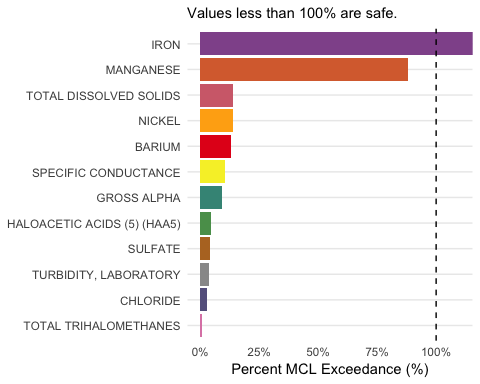 Values less than 100% are safe.
IRON
MANGANESE
TOTAL DISSOLVED SOLIDS
NICKEL
BARIUM
SPECIFIC CONDUCTANCE
GROSS ALPHA
HALOACETIC ACIDS (5) (HAA5)
SULFATE
TURBIDITY, LABORATORY
CHLORIDE
TOTAL TRIHALOMETHANES
0% 25% 50% 75% 100%
Percent MCL Exceedance (%)